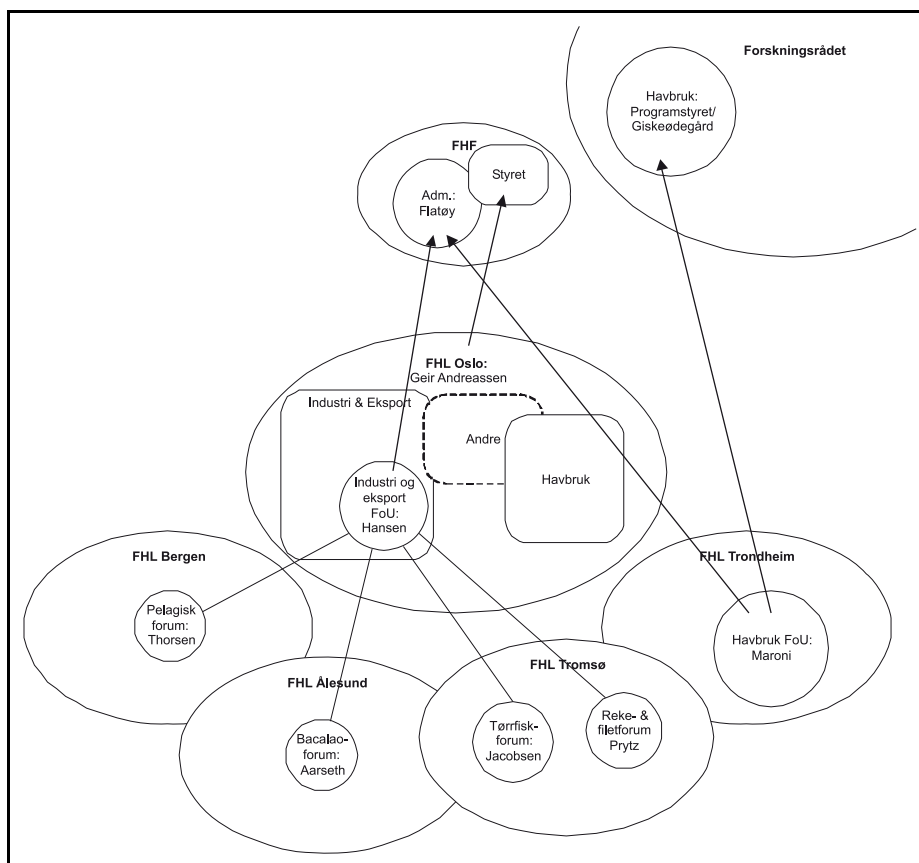 Forskningsrådet
Havbruk:
Programstyret/
Giskeødegård
FHF
Styret
Adm.:
Flatøy
FHL Oslo:
Geir Andreassen
Industri & Eksport
Andre
Havbruk
Industri og
eksport
FoU:
Hansen
FHL Bergen
Pelagisk
forum:
Thorsen
FHL Trondheim
Havbruk FoU:
Maroni
FHL Ålesund
Bacalao-
forum:
Aarseth
FHL Tromsø
Tørrfisk-
forum:
Jacobsen
Reke- &
filetforum
Prytz